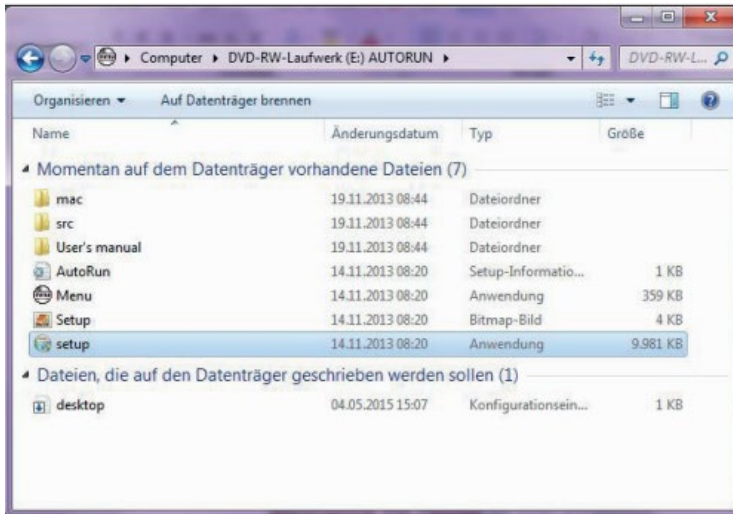 Computer ▸ DVD-RW-Laufwerk (E:) AUTORUN ▸ DVD-RW-L...
Organisieren Auf Datenträger brennen
Name Änderungsdatum Typ Größe
Momentan auf dem Datenträger vorhandene Dateien (7)
mac 19.11.2013 08:44 Dateiordner
src 19.11.2013 08:44 Dateiordner
User's manual 19.11.2013 08:44 Dateiordner
AutoRun 14.11.2013 08:20 Setup-Informatio... 1 KB
Menu 14.11.2013 08:20 Anwendung 359 KB
Setup 14.11.2013 08:20 Bitmap-Bild 4 KB
setup 14.11.2013 08:20 Anwendung 9.981 KB
Dateien, die auf den Datenträger geschrieben werden sollen (1)
desktop 04.05.2015 15:07 Konfigurationsein... 1 KB